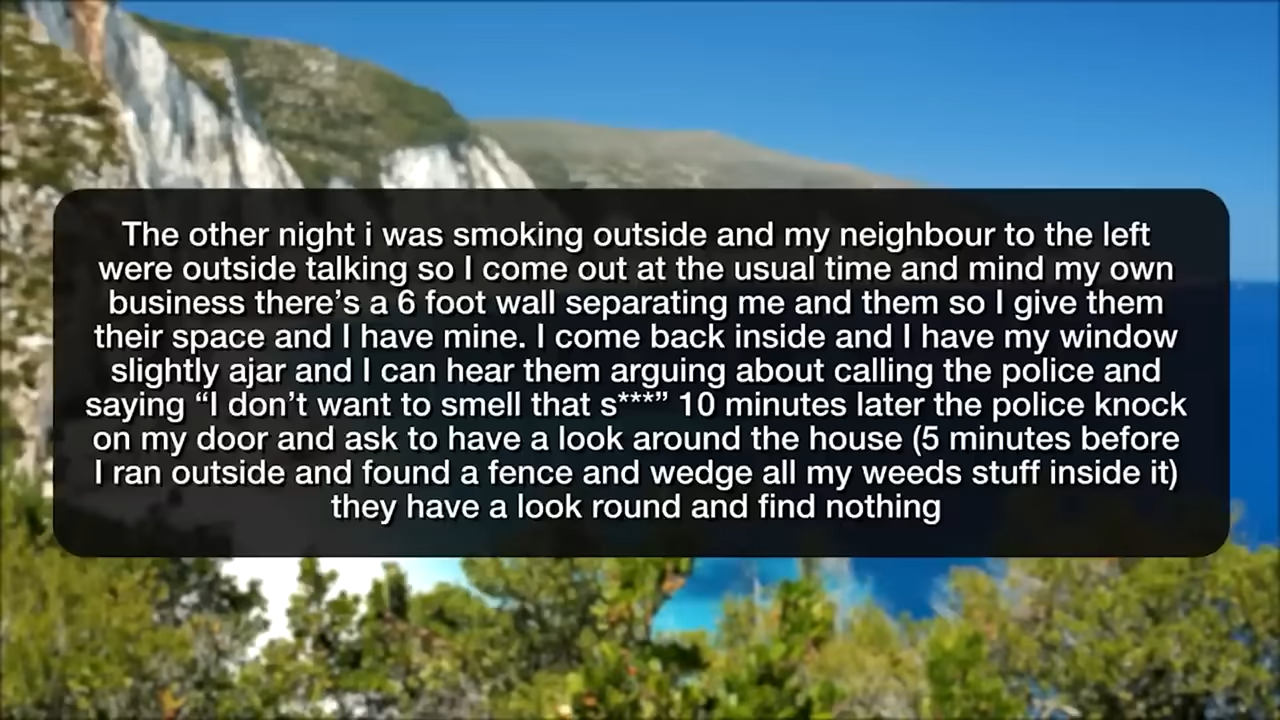 The other night i was smoking outside and my neighbour to the left
were outside talking so I come out at the usual time and mind my own
business there's a 6 foot wall separating me and them so I give them
their space and I have mine. I come back inside and I have my window
slightly ajar and I can hear them arguing about calling the police and
saying “I don't want to smell that s***” 10 minutes later the police knock
on my door and ask to have a look around the house (5 minutes before
I ran outside and found a fence and wedge all my weeds stuff inside it)
they have a look round and find nothing